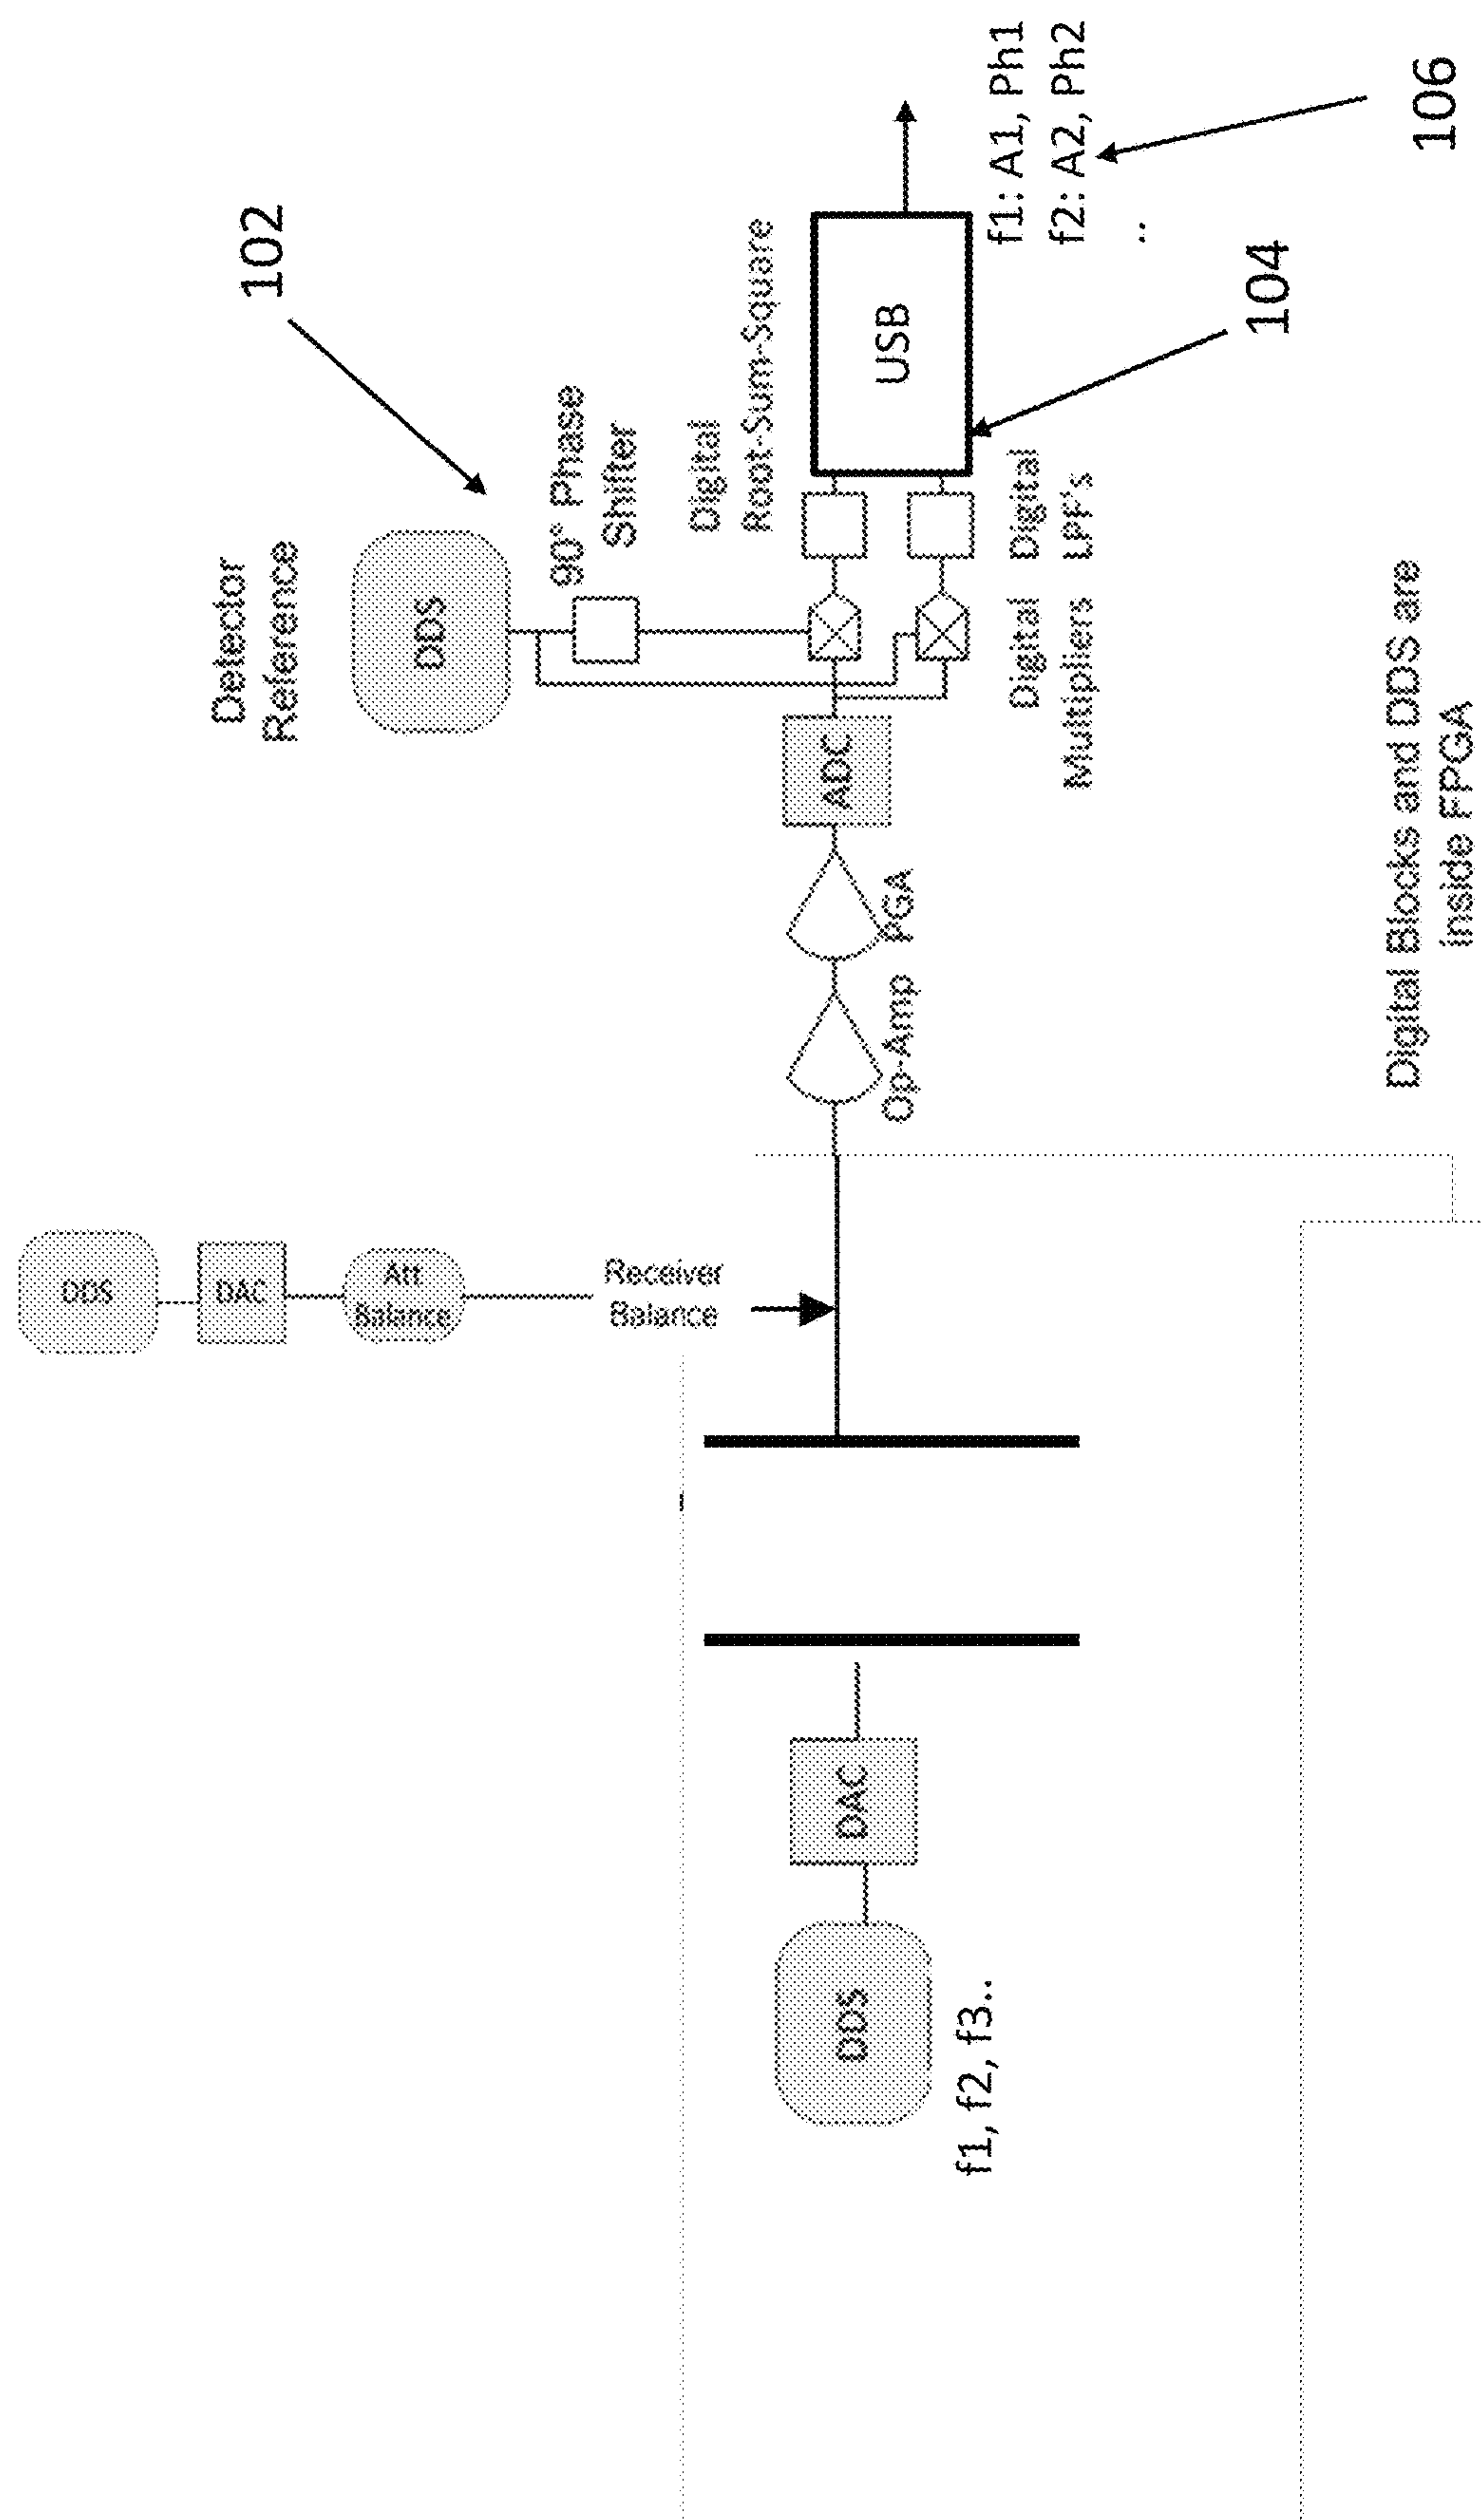 102
Detector
Reference
DDS
90° Phase
Shifter
Digital
Root-Sum-Square
USB
f1: A1, Ph1
f2: A2, Ph2
..
104
106
ADC
Digital
Multipliers
Digital
LPF's
PGA
Op-Amp
Digital Blocks and DDS are
inside FPGA
DDS
DAC
Att
Balance
Receiver
Balance
DAC
DDS
f1, f2, f3..